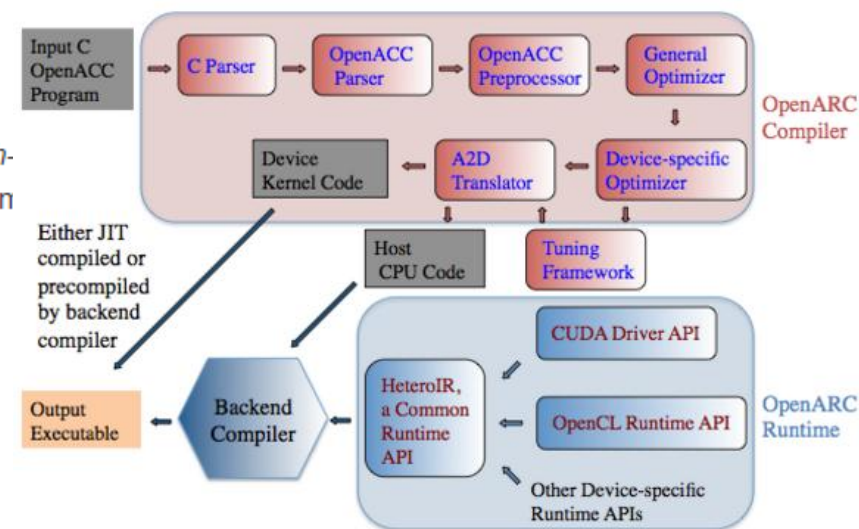 Input C
OpenACC
Program
C Parser
OpenACC
Parser
OpenACC
Preprocessor
General
Optimizer
OpenARC
Compiler
Device
Kernel Code
A2D
Translator
Device-specific
Optimizer
Either JIT
compiled or
precompiled
by backend
compiler
Host
CPU Code
Tuning
Framework
CUDA Driver API
HeteroIR,
a Common
Runtime
API
OpenCL Runtime API
OpenARC
Runtime
Output
Executable
Backend
Compiler
Other Device-specific
Runtime APIs